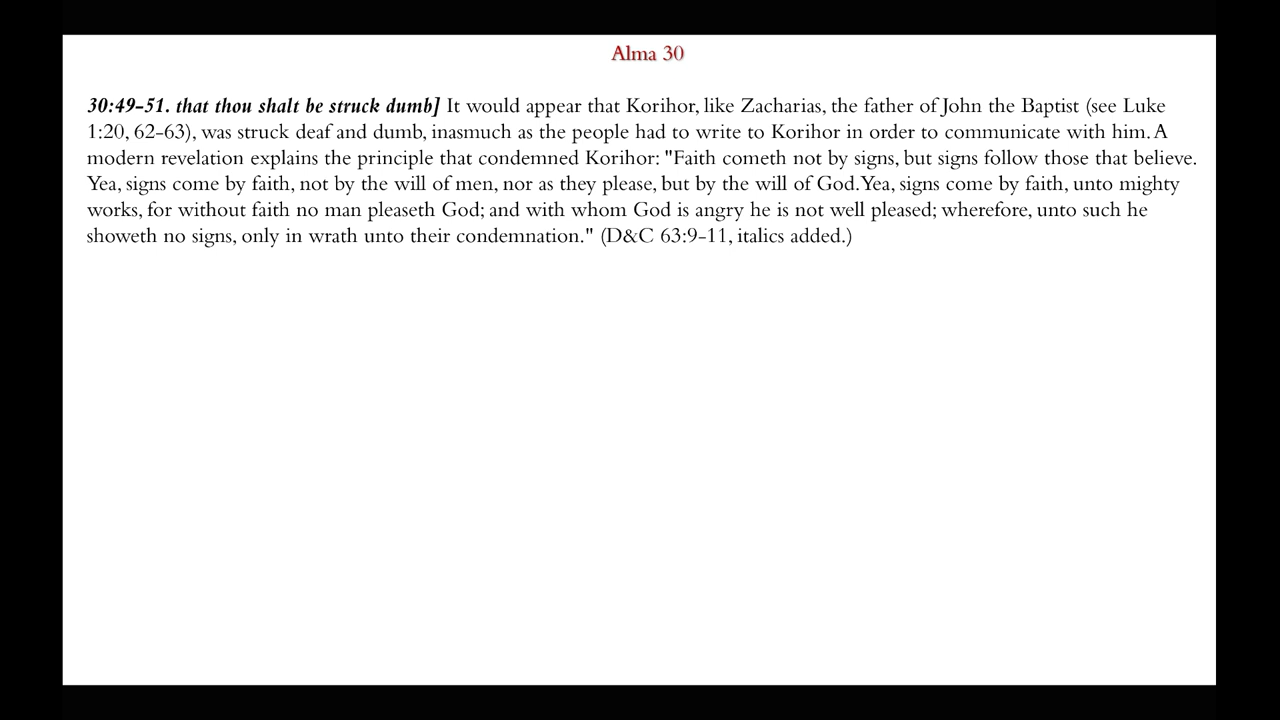 Alma 30
30:49-51. that thou shalt be struck dumb] It would appear that Korihor, like Zacharias, the father of John the Baptist (see Luke
1:20, 62-63), was struck deaf and dumb, inasmuch as the people had to write to Korihor in order to communicate with him. A
modern revelation explains the principle that condemned Korihor: "Faith cometh not by signs, but signs follow those that believe.
Yea, signs come by faith, not by the will of men, nor as they please, but by the will of God. Yea, signs come by faith, unto mighty
works, for without faith no man pleaseth God; and with whom God is angry he is not well pleased; wherefore, unto such he
showeth no signs, only in wrath unto their condemnation." (D&C 63:9-11, italics added.)